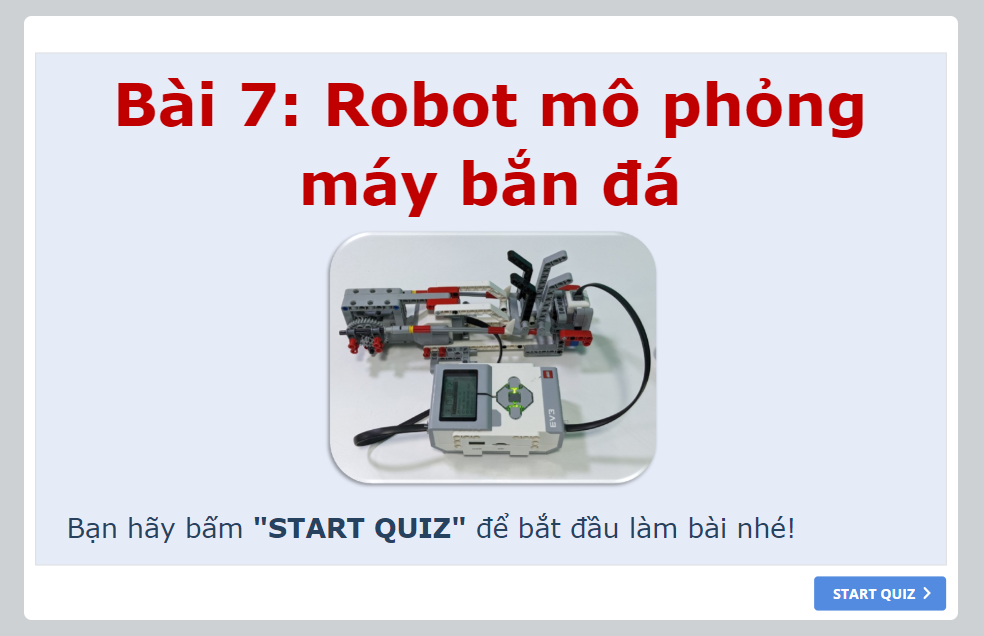 Bài 7: Robot mô phỏng
máy bắn đá
EV3
Bạn hãy bấm "START QUIZ" để bắt đầu làm bài nhé!
START QUIZ